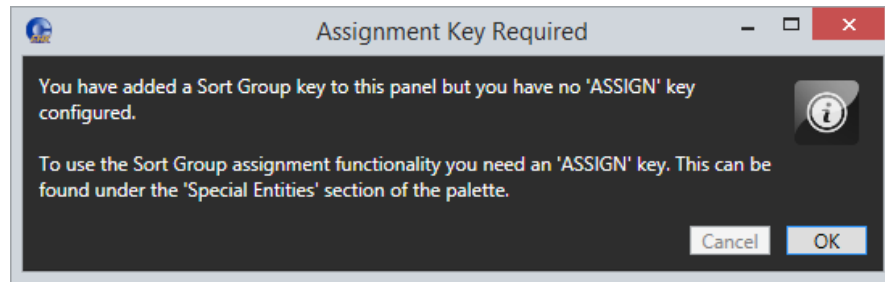 Assignment Key Required
You have added a Sort Group key to this panel but you have no 'ASSIGN' key
configured.
To use the Sort Group assignment functionality you need an 'ASSIGN' key. This can be
found under the 'Special Entities' section of the palette.
Cancel
OK